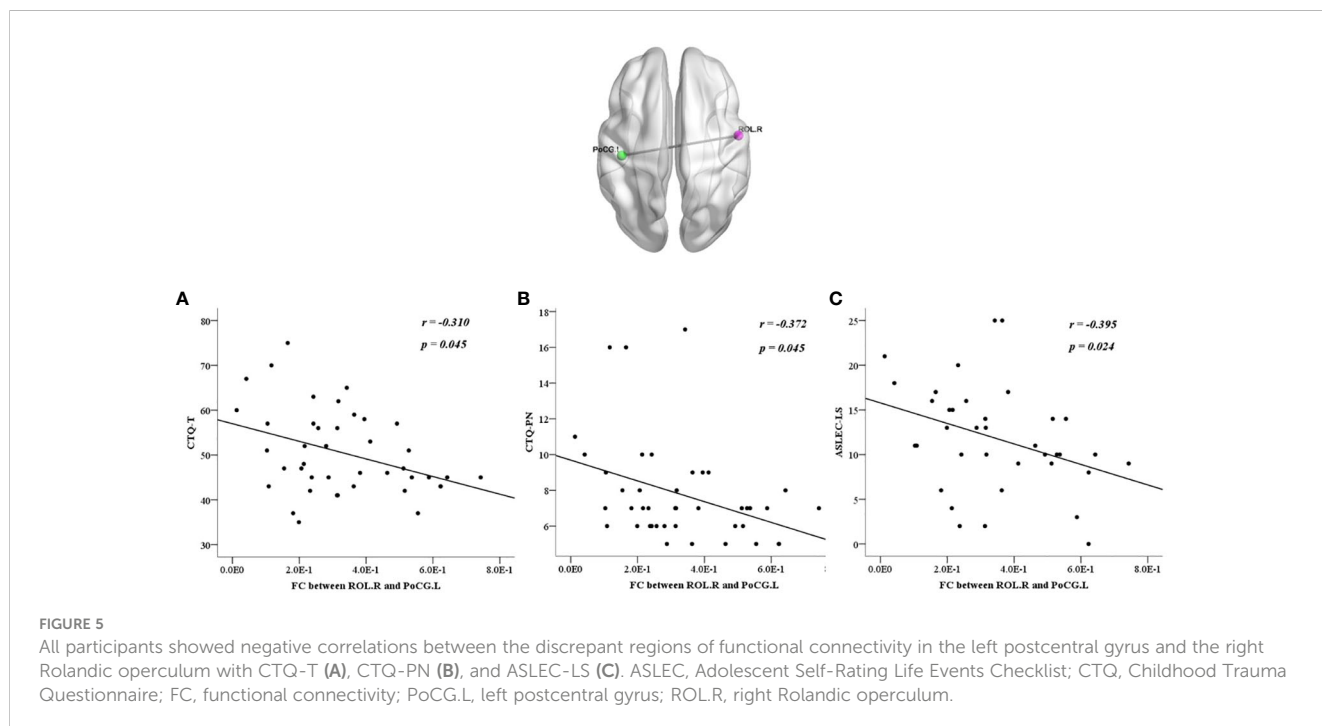 ROL.R
PoCG.L
A
r = -0.310
p = 0.045
80
70
60
50
40
30
CTQ-T
0.0E0 2.0E-1 4.0E-1 6.0E-1 8.0E-1
FC between ROL.R and PoCG.L
B
r = -0.372
p = 0.045
18
16
14
12
10
8
6
CTQ-PN
0.0E0 2.0E-1 4.0E-1 6.0E-1
FC between ROL.R and PoCG.L
C
r = -0.395
p = 0.024
25
20
15
10
5
0
ASLEC-LS
0.0E0 2.0E-1 4.0E-1 6.0E-1 8.0E-1
FC between ROL.R and PoCG.L
FIGURE 5
All participants showed negative correlations between the discrepant regions of functional connectivity in the left postcentral gyrus and the right
Rolandic operculum with CTQ-T (A), CTQ-PN (B), and ASLEC-LS (C). ASLEC, Adolescent Self-Rating Life Events Checklist; CTQ, Childhood Trauma
Questionnaire; FC, functional connectivity; PoCG.L, left postcentral gyrus; ROL.R, right Rolandic operculum.